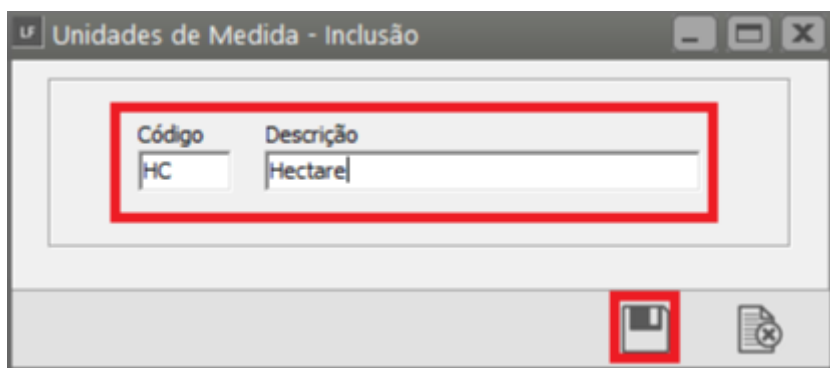 LF Unidades de Medida - Inclusão
Código Descrição
HC Hectare